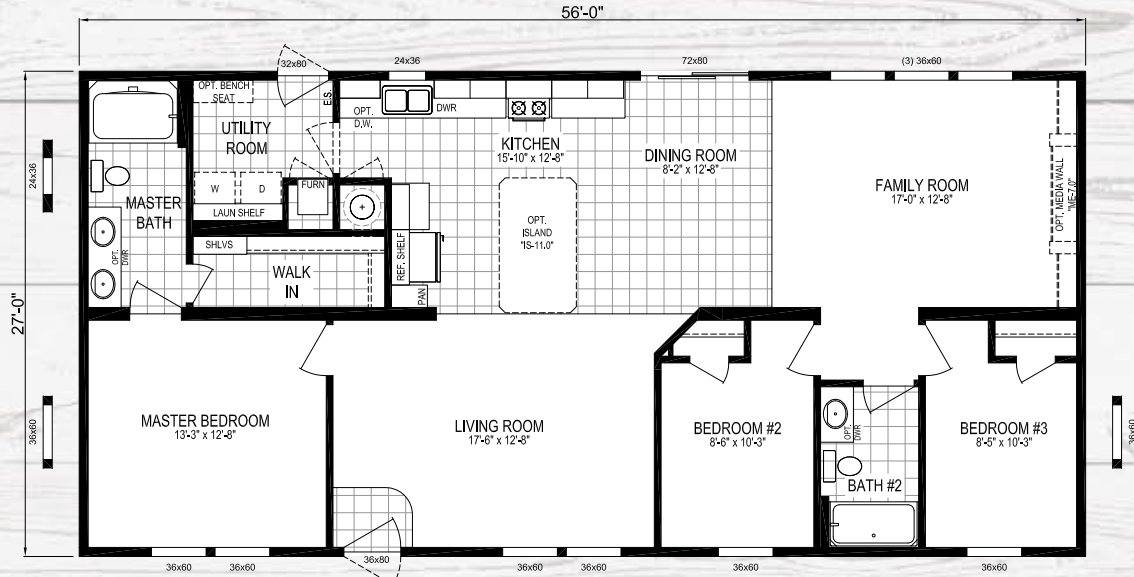 56'-0"
32x80
24x36
72x80
(3) 36x60
27'-0"
24x36
36x60
OPT. BENCH
SEAT
E.S.
UTILITY
ROOM
W
D
LAUN SHELF
FURN
OPT.
D.W.
DWR
KITCHEN
15'-10" x 12'-8"
DINING ROOM
8'-2" x 12'-8"
FAMILY ROOM
17'-0" x 12'-8"
OPT. MEDIA WALL
"ME-7.0"
MASTER
BATH
OPT.
DWR
SHLVS
WALK
IN
REF. SHELF
PAN
OPT.
ISLAND
"IS-11.0"
MASTER BEDROOM
13'-3" x 12'-8"
LIVING ROOM
17'-6" x 12'-8"
BEDROOM #2
8'-6" x 10'-3"
OPT.
DWR
BATH #2
BEDROOM #3
8'-5" x 10'-3"
36x60
36x60
36x60
36x80
36x60
36x60
36x60
36x60